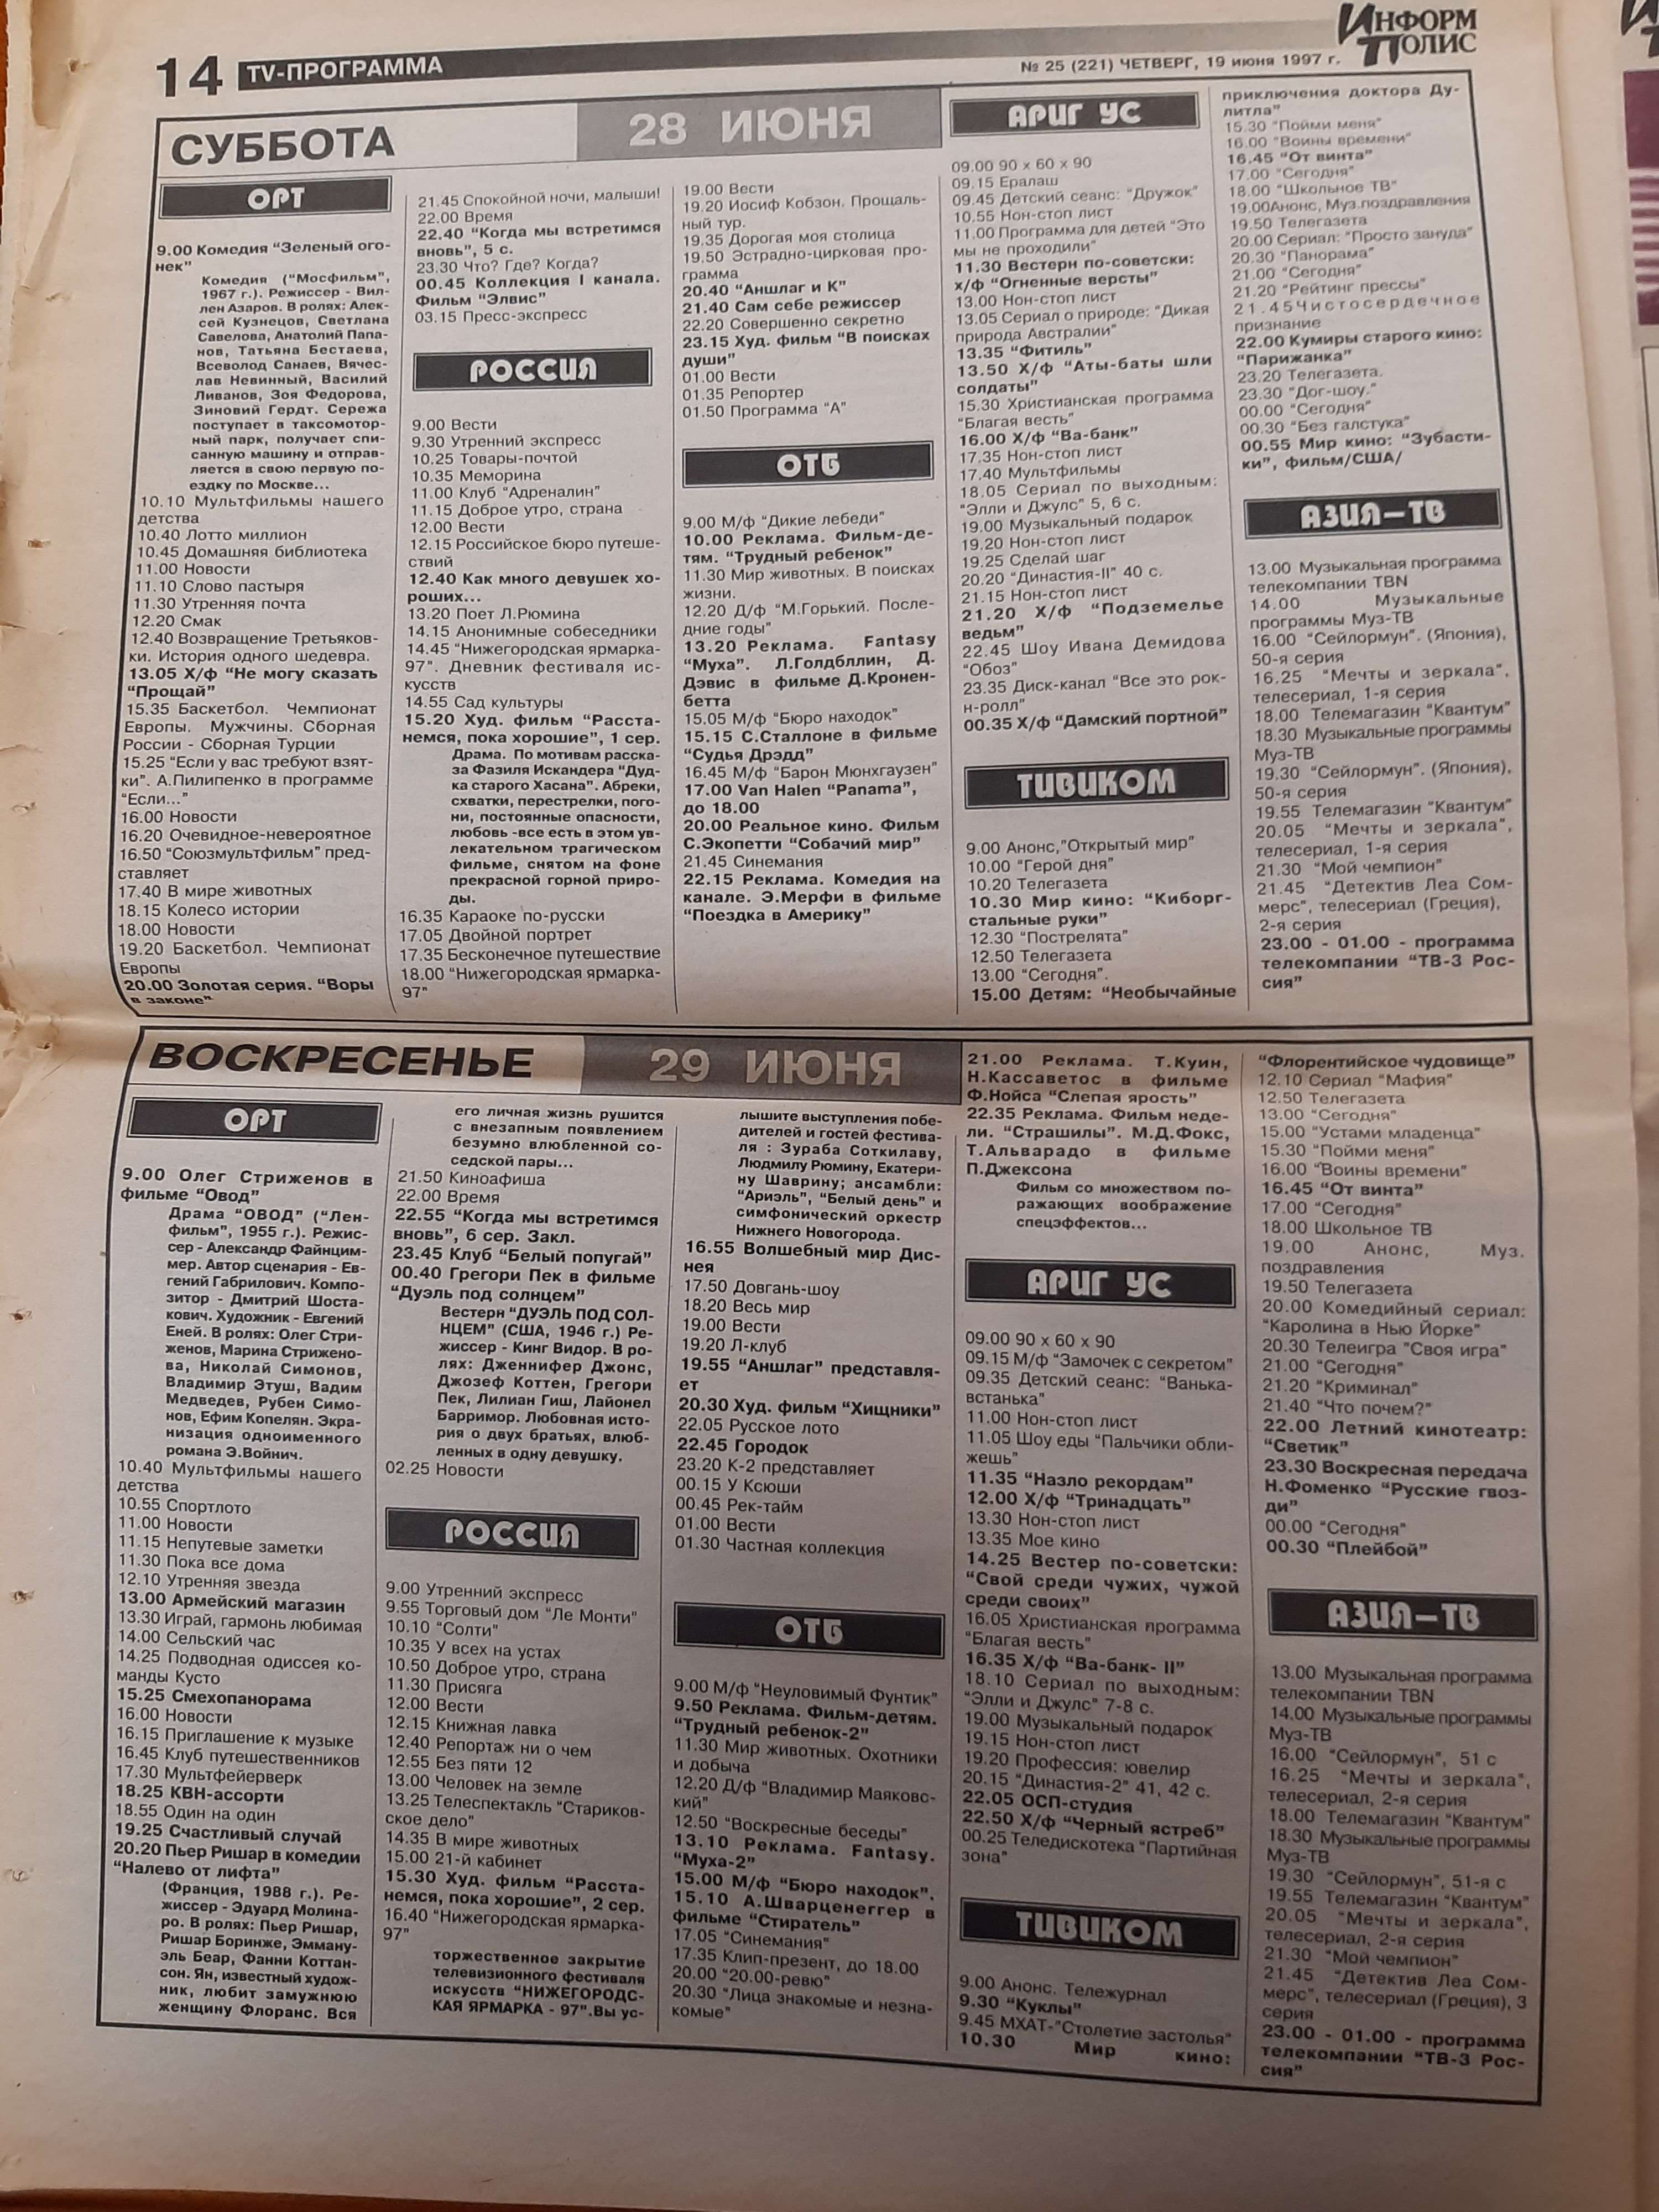 14 TV-ПРОГРАММА
№ 25 (221) ЧЕТВЕРГ, 19 июня 1997 г.
ИНФОРМ
ПОЛИС
СУББОТА
28 ИЮНЯ
ОРТ
9.00 Комедия “Зеленый ого-
нек”
Комедия (“Мосфильм”,
1967 г.). Режиссер - Вил-
лен Азаров. В ролях: Алек-
сей Кузнецов, Светлана
Савелова, Анатолий Папа-
нов, Татьяна Бестаева,
Всеволод Санаев, Вячес-
лав Невинный, Василий
Ливанов, Зоя Федорова,
Зиновий Гердт. Сережа
поступает в таксомотор-
ный парк, получает спи-
санную машину и отправ-
ляется в свою первую по-
ездку по Москве...
10.10 Мультфильмы нашего
детства
10.40 Лотто миллион
10.45 Домашняя библиотека
11.00 Новости
11.10 Слово пастыря
11.30 Утренняя почта
12.20 Смак
12.40 Возвращение Третьяков-
ки. История одного шедевра.
13.05 Х/ф “Не могу сказать
“Прощай”
15.35 Баскетбол. Чемпионат
Европы. Мужчины. Сборная
России - Сборная Турции
15.25 “Если у вас требуют взят-
ки”. А.Пилипенко в программе
“Если...”
16.00 Новости
16.20 Очевидное-невероятное
16.50 “Союзмультфильм” пред-
ставляет
17.40 В мире животных
18.15 Колесо истории
18.00 Новости
19.20 Баскетбол. Чемпионат
Европы
20.00 Золотая серия. “Воры
в законе”
21.45 Спокойной ночи, малыши!
22.00 Время
22.40 “Когда мы встретимся
вновь”, 5 с.
23.30 Что? Где? Когда?
00.45 Коллекция I канала.
Фильм “Элвис”
03.15 Пресс-экспресс
РОССИЯ
9.00 Вести
9.30 Утренний экспресс
10.25 Товары-почтой
10.35 Меморина
11.00 Клуб “Адреналин”
11.15 Доброе утро, страна
12.00 Вести
12.15 Российское бюро путеше-
ствий
12.40 Как много девушек хо-
роших...
13.20 Поет Л.Рюмина
14.15 Анонимные собеседники
14.45 “Нижегородская ярмарка-
97”. Дневник фестиваля ис-
кусств
14.55 Сад культуры
15.20 Худ. фильм “Расста-
немся, пока хорошие”, 1 сер.
Драма. По мотивам расска-
за Фазиля Искандера “Дуд-
ка старого Хасана”. Абреки,
схватки, перестрелки, пого-
ни, постоянные опасности,
любовь -все есть в этом ув-
лекательном трагическом
фильме, снятом на фоне
прекрасной горной приро-
ды.
16.35 Караоке по-русски
17.05 Двойной портрет
17.35 Бесконечное путешествие
18.00 “Нижегородская ярмарка-
97”
19.00 Вести
19.20 Иосиф Кобзон. Прощаль-
ный тур.
19.35 Дорогая моя столица
19.50 Эстрадно-цирковая про-
грамма
20.40 “Аншлаг и К”
21.40 Сам себе режиссер
22.20 Совершенно секретно
23.15 Худ. фильм “В поисках
души”
01.00 Вести
01.35 Репортер
01.50 Программа “А”
ОТБ
9.00 М/ф “Дикие лебеди”
10.00 Реклама. Фильм-де-
тям. “Трудный ребенок”
11.30 Мир животных. В поисках
жизни.
12.20 Д/ф “М.Горький. После-
дние годы”
13.20 Реклама. Fantasy
“Муха”. Л.Голдбллин, Д.
Дэвис в фильме Д.Кронен-
бетта
15.05 М/ф “Бюро находок”
15.15 С.Сталлоне в фильме
“Судья Дрэдд”
16.45 М/ф “Барон Мюнхгаузен”
17.00 Van Halen “Panama”,
до 18.00
20.00 Реальное кино. Фильм
С.Экопетти “Собачий мир”
21.45 Синемания
22.15 Реклама. Комедия на
канале. Э.Мерфи в фильме
“Поездка в Америку”
АРИГ УС
09.00 90 х 60 х 90
09.15 Ералаш
09.45 Детский сеанс: “Дружок”
10.55 Нон-стоп лист
11.00 Программа для детей “Это
мы не проходили”
11.30 Вестерн по-советски:
х/ф “Огненные версты”
13.00 Нон-стоп лист
13.05 Сериал о природе: “Дикая
природа Австралии”
13.35 “Фитиль”
13.50 Х/ф “Аты-баты шли
солдаты”
15.30 Христианская программа
“Благая весть”
16.00 Х/ф “Ва-банк”
17.35 Нон-стоп лист
17.40 Мультфильмы
18.05 Сериал по выходным:
“Элли и Джулс” 5, 6 с.
19.00 Музыкальный подарок
19.20 Нон-стоп лист
19.25 Сделай шаг
20.20 “Династия-II” 40 с.
21.15 Нон-стоп лист
21.20 Х/ф “Подземелье
ведьм”
22.45 Шоу Ивана Демидова
“Обоз”
23.35 Диск-канал “Все это рок-
н-ролл”
00.35 Х/ф “Дамский портной”
ТИВИКОМ
9.00 Анонс,”Открытый мир”
10.00 “Герой дня”
10.20 Телегазета
10.30 Мир кино: “Киборг-
стальные руки”
12.30 “Пострелята”
12.50 Телегазета
13.00 “Сегодня”.
15.00 Детям: “Необычайные
приключения доктора Ду-
литла”
15.30 “Пойми меня”
16.00 “Воины времени”
16.45 “От винта”
17.00 “Сегодня”
18.00 “Школьное ТВ”
19.00Анонс, Муз.поздравления
19.50 Телегазета
20.00 Сериал: “Просто зануда”
20.30 “Панорама”
21.00 “Сегодня”
21.20 “Рейтинг прессы”
21.45Чистосердечное
признание
22.00 Кумиры старого кино:
“Парижанка”
23.20 Телегазета.
23.30 “Дог-шоу.”
00.00 “Сегодня”
00.30 “Без галстука”
00.55 Мир кино: “Зубасти-
ки”, фильм/США/
АЗИЯ-ТВ
13.00 Музыкальная программа
телекомпании TBN
14.00 Музыкальные
программы Муз-ТВ
16.00 “Сейлормун”. (Япония),
50-я серия
16.25 “Мечты и зеркала”,
телесериал, 1-я серия
18.00 Телемагазин “Квантум”
18.30 Музыкальные программы
Муз-ТВ
19.30 “Сейлормун”. (Япония),
50-я серия
19.55 Телемагазин “Квантум”
20.05 “Мечты и зеркала”,
телесериал, 1-я серия
21.30 “Мой чемпион”
21.45 “Детектив Леа Сом-
мерс”, телесериал (Греция),
2-я серия
23.00 - 01.00 - программа
телекомпании “ТВ-3 Рос-
сия”
ВОСКРЕСЕНЬЕ
29 ИЮНЯ
ОРТ
9.00 Олег Стриженов в
фильме “Овод”
Драма “ОВОД” (“Лен-
фильм”, 1955 г.). Режис-
сер - Александр Файнцим-
мер. Автор сценария - Ев-
гений Габрилович. Компо-
зитор - Дмитрий Шоста-
кович. Художник - Евгений
Еней. В ролях: Олег Стри-
женов, Марина Стрижено-
ва, Николай Симонов,
Владимир Этуш, Вадим
Медведев, Рубен Симо-
нов, Ефим Копелян. Экра-
низация одноименного
романа Э.Войнич.
10.40 Мультфильмы нашего
детства
10.55 Спортлото
11.00 Новости
11.15 Непутевые заметки
11.30 Пока все дома
12.10 Утренняя звезда
13.00 Армейский магазин
13.30 Играй, гармонь любимая
14.00 Сельский час
14.25 Подводная одиссея ко-
манды Кусто
15.25 Смехопанорама
16.00 Новости
16.15 Приглашение к музыке
16.45 Клуб путешественников
17.30 Мультфейерверк
18.25 КВН-ассорти
18.55 Один на один
19.25 Счастливый случай
20.20 Пьер Ришар в комедии
“Налево от лифта”
(Франция, 1988 г.). Ре-
жиссер - Эдуард Молина-
ро. В ролях: Пьер Ришар,
Ришар Боринже, Эмману-
эль Беар, Фанни Коттан-
сон. Ян, известный худож-
ник, любит замужнюю
женщину Флоранс. Вся
его личная жизнь рушится
с внезапным появлением
безумно влюбленной со-
седской пары...
21.50 Киноафиша
22.00 Время
22.55 “Когда мы встретимся
вновь”, 6 сер. Закл.
23.45 Клуб “Белый попугай”
00.40 Грегори Пек в фильме
“Дуэль под солнцем”
Вестерн “ДУЭЛЬ ПОД СОЛ-
НЦЕМ” (США, 1946 г.) Ре-
жиссер - Кинг Видор. В ро-
лях: Дженнифер Джонс,
Джозеф Коттен, Грегори
Пек, Лилиан Гиш, Лайонел
Барримор. Любовная исто-
рия о двух братьях, влюб-
ленных в одну девушку.
02.25 Новости
РОССИЯ
9.00 Утренний экспресс
9.55 Торговый дом “Ле Монти”
10.10 “Солти”
10.35 У всех на устах
10.50 Доброе утро, страна
11.30 Присяга
12.00 Вести
12.15 Книжная лавка
12.40 Репортаж ни о чем
12.55 Без пяти 12
13.00 Человек на земле
13.25 Телеспектакль “Стариков-
ское дело”
14.35 В мире животных
15.00 21-й кабинет
15.30 Худ. фильм “Расста-
немся, пока хорошие”, 2 сер.
16.40 “Нижегородская ярмарка-
97”
торжественное закрытие
телевизионного фестиваля
искусств “НИЖЕГОРОДС-
КАЯ ЯРМАРКА - 97”.Вы ус-
лышите выступления побе-
дителей и гостей фестива-
ля : Зураба Соткилаву,
Людмилу Рюмину, Екатери-
ну Шаврину; ансамбли:
“Ариэль”, “Белый день” и
симфонический оркестр
Нижнего Новогорода.
16.55 Волшебный мир Дис-
нея
17.50 Довгань-шоу
18.20 Весь мир
19.00 Вести
19.20 Л-клуб
19.55 “Аншлаг” представля-
ет
20.30 Худ. фильм “Хищники”
22.05 Русское лото
22.45 Городок
23.20 К-2 представляет
00.15 У Ксюши
00.45 Рек-тайм
01.00 Вести
01.30 Частная коллекция
ОТБ
9.00 М/ф “Неуловимый Фунтик”
9.50 Реклама. Фильм-детям.
“Трудный ребенок-2”
11.30 Мир животных. Охотники
и добыча
12.20 Д/ф “Владимир Маяковс-
кий”
12.50 “Воскресные беседы”
13.10 Реклама. Fantasy.
“Муха-2”
15.00 М/ф “Бюро находок”.
15.10 А.Шварценеггер в
фильме “Стиратель”
17.05 “Синемания”
17.35 Клип-презент, до 18.00
20.00 “20.00-ревю”
20.30 “Лица знакомые и незна-
комые”
21.00 Реклама. Т.Куин,
Н.Кассаветос в фильме
Ф.Нойса “Слепая ярость”
22.35 Реклама. Фильм неде-
ли. “Страшилы”. М.Д.Фокс,
Т.Альварадо в фильме
П.Джексона
Фильм со множеством по-
ражающих воображение
спецэффектов...
АРИГ УС
09.00 90 х 60 х 90
09.15 М/ф “Замочек с секретом”
09.35 Детский сеанс: “Ванька-
встанька”
11.00 Нон-стоп лист
11.05 Шоу еды “Пальчики обли-
жешь”
11.35 “Назло рекордам”
12.00 Х/ф “Тринадцать”
13.30 Нон-стоп лист
13.35 Мое кино
14.25 Вестер по-советски:
“Свой среди чужих, чужой
среди своих”
16.05 Христианская программа
“Благая весть”
16.35 Х/ф “Ва-банк- II”
18.10 Сериал по выходным:
“Элли и Джулс” 7-8 с.
19.00 Музыкальный подарок
19.15 Нон-стоп лист
19.20 Профессия: ювелир
20.15 “Династия-2” 41, 42 с.
22.05 ОСП-студия
22.50 Х/ф “Черный ястреб”
00.25 Теледискотека “Партийная
зона”
ТИВИКОМ
9.00 Анонс. Тележурнал
9.30 “Куклы”
9.45 МХАТ-”Столетие застолья”
10.30 Мир кино:
“Флорентийское чудовище”
12.10 Сериал “Мафия”
12.50 Телегазета
13.00 “Сегодня”
15.00 “Устами младенца”
15.30 “Пойми меня”
16.00 “Воины времени”
16.45 “От винта”
17.00 “Сегодня”
18.00 Школьное ТВ
19.00 Анонс, Муз.
поздравления
19.50 Телегазета
20.00 Комедийный сериал:
“Каролина в Нью Йорке”
20.30 Телеигра “Своя игра”
21.00 “Сегодня”
21.20 “Криминал”
21.40 “Что почем?”
22.00 Летний кинотеатр:
“Светик”
23.30 Воскресная передача
Н.Фоменко “Русские гвоз-
ди”
00.00 “Сегодня”
00.30 “Плейбой”
АЗИЯ-ТВ
13.00 Музыкальная программа
телекомпании TBN
14.00 Музыкальные программы
Муз-ТВ
16.00 “Сейлормун”, 51 с
16.25 “Мечты и зеркала”,
телесериал, 2-я серия
18.00 Телемагазин “Квантум”
18.30 Музыкальные программы
Муз-ТВ
19.30 “Сейлормун”, 51-я с
19.55 Телемагазин “Квантум”
20.05 “Мечты и зеркала”,
телесериал, 2-я серия
21.30 “Мой чемпион”
21.45 “Детектив Леа Сом-
мерс”, телесериал (Греция), 3
серия
23.00 - 01.00 - программа
телекомпании “ТВ-3 Рос-
сия”